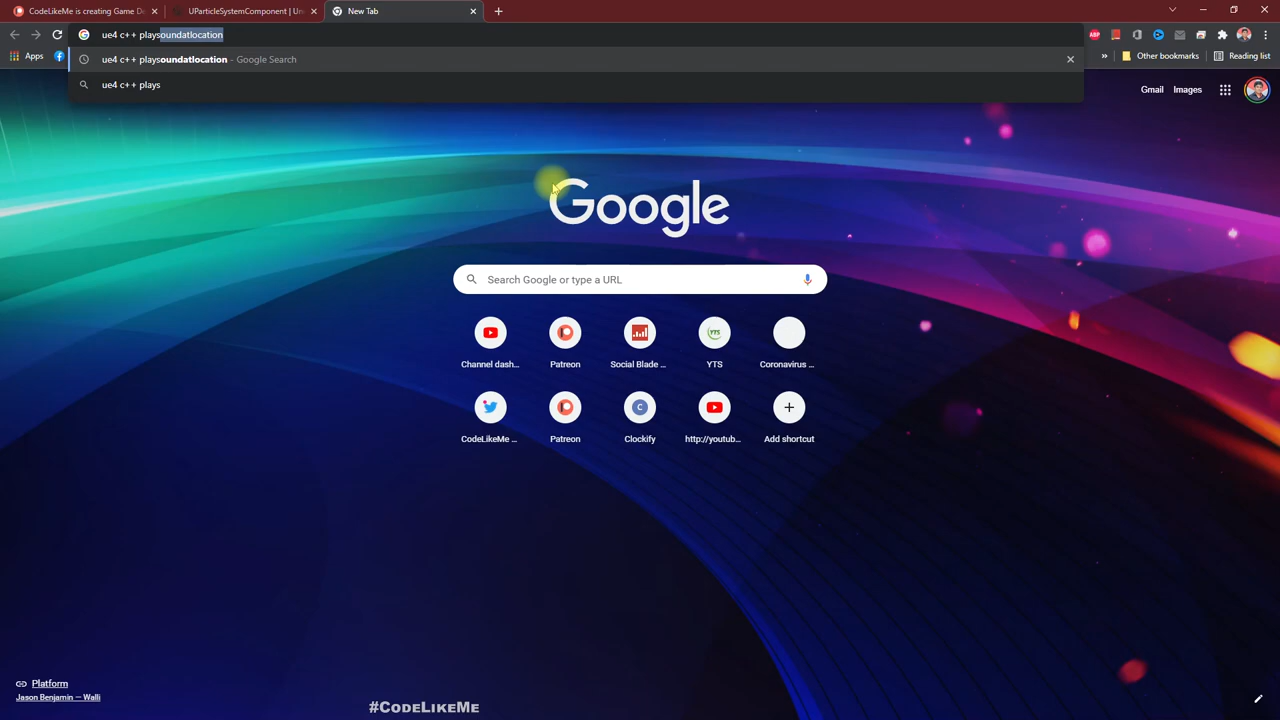 CodeLikeMe is creating Game De
UParticleSystemComponent | Un
New Tab
ue4 c++ playsoundatlocation
Apps
ABP
»
Other bookmarks
Reading list
ue4 c++ playsoundatlocation - Google Search
ue4 c++ plays
Gmail
Images
Google
Search Google or type a URL
YTS
Channel dash...
Patreon
Social Blade ...
YTS
Coronavirus ...
C
CodeLikeMe ...
Patreon
Clockify
http://youtub...
Add shortcut
Platform
Jason Benjamin — Walli
#CodeLikeMe